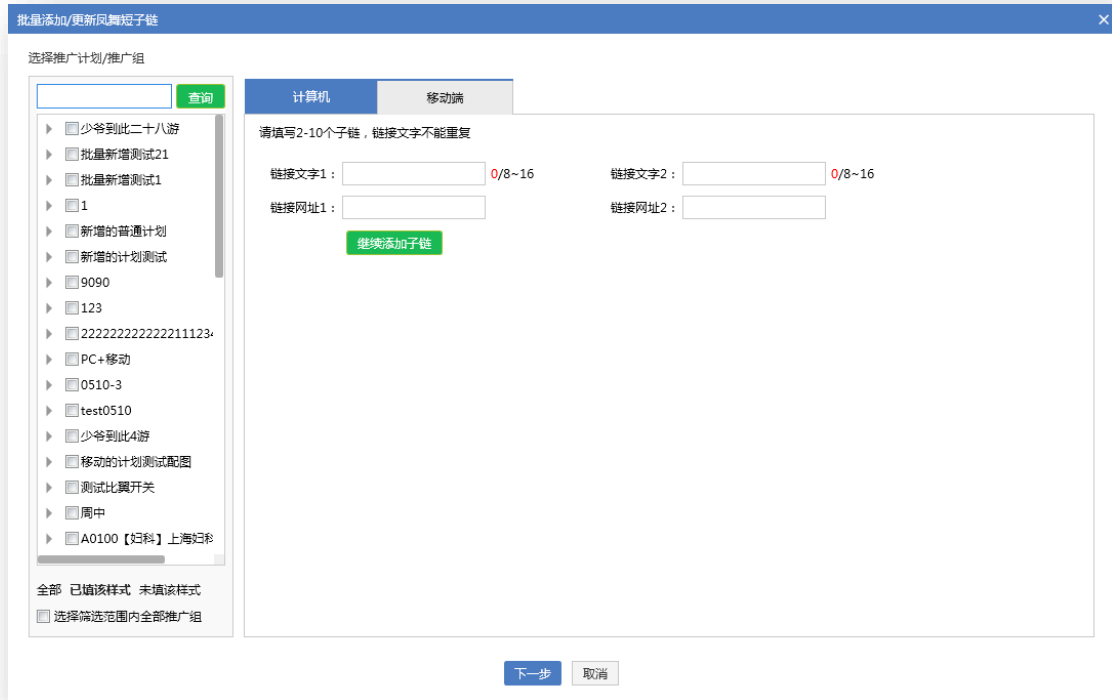 批量添加/更新凤舞短子链
选择推广计划/推广组
查询
少爷到此二十八游
批量新增测试21
批量新增测试1
1
新增的普通计划
新增的计划测试
9090
123
2222222222222111234
PC+移动
0510-3
test0510
少爷到此4游
移动的计划测试配图
测试比翼开关
周中
A0100【妇科】上海妇科
全部 已填该样式 未填该样式
选择筛选范围内全部推广组
计算机 移动端
请填写2-10个子链，链接文字不能重复
链接文字1： 0/8~16 链接文字2： 0/8~16
链接网址1： 链接网址2：
继续添加子链
下一步 取消